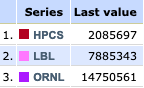 Series Last value
1. HPCS 2085697
2. LBL 7885343
3. ORNL 14750561